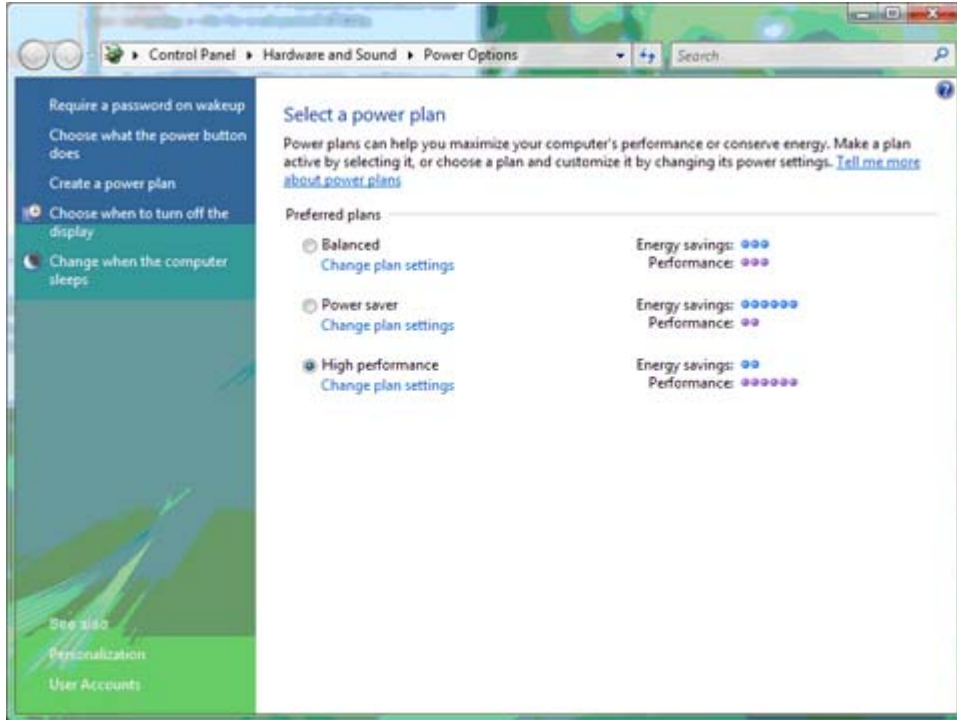 Control Panel ▸ Hardware and Sound ▸ Power Options
Search
Require a password on wakeup
Choose what the power button
does
Create a power plan
Choose when to turn off the
display
Change when the computer
sleeps
See also
Personalization
User Accounts
Select a power plan
Power plans can help you maximize your computer's performance or conserve energy. Make a plan
active by selecting it, or choose a plan and customize it by changing its power settings. Tell me more
about power plans
Preferred plans
Balanced
Change plan settings
Energy savings:
Performance:
Power saver
Change plan settings
Energy savings:
Performance:
High performance
Change plan settings
Energy savings:
Performance: